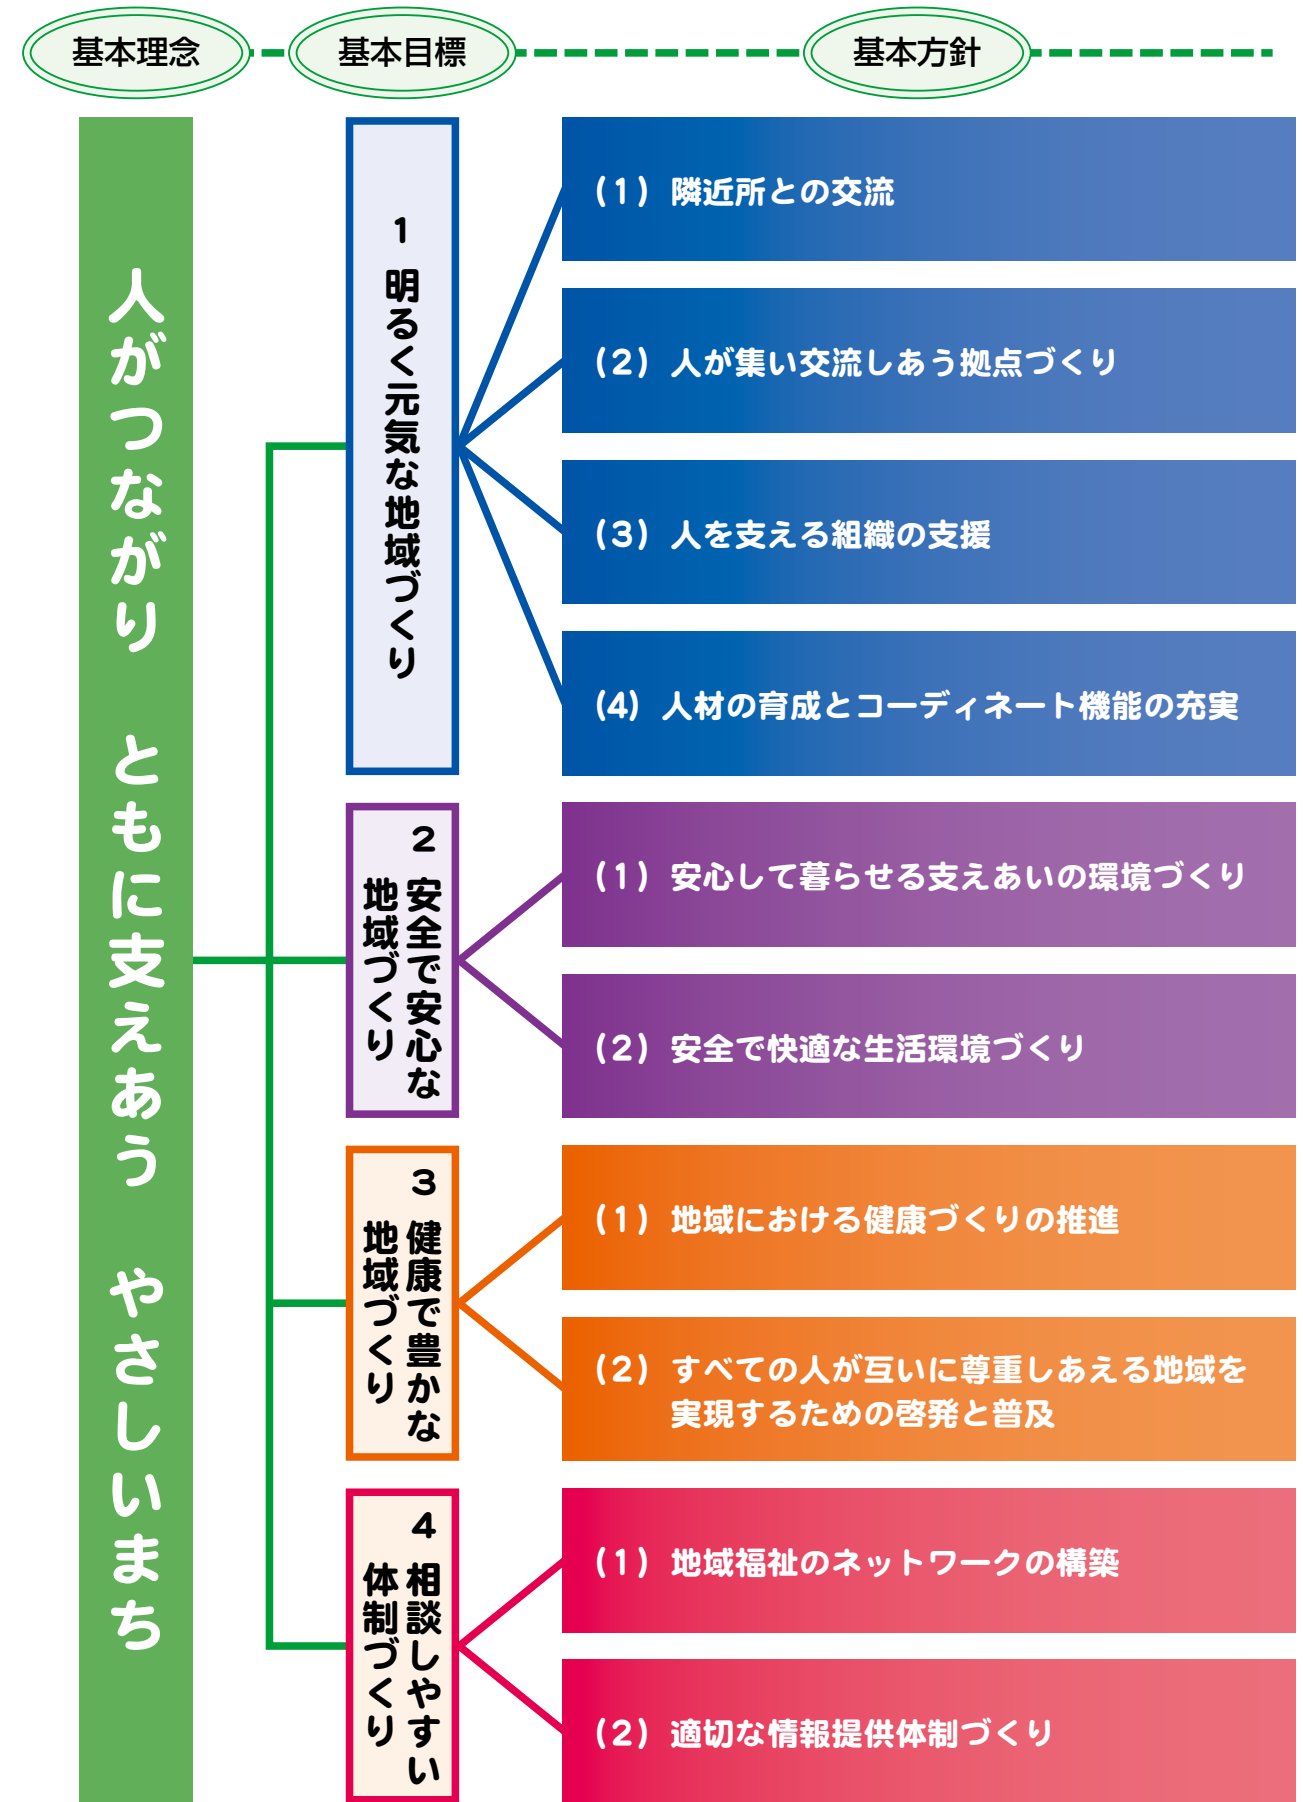 基本理念
基本目標
基本方針
人がつながり　ともに支えあう　やさしいまち
1　明るく元気な地域づくり
(1) 隣近所との交流
(2) 人が集い交流しあう拠点づくり
(3) 人を支える組織の支援
(4) 人材の育成とコーディネート機能の充実
2　安全で安心な
地域づくり
(1) 安心して暮らせる支えあいの環境づくり
(2) 安全で快適な生活環境づくり
3　健康で豊かな
地域づくり
(1) 地域における健康づくりの推進
(2) すべての人が互いに尊重しあえる地域を
実現するための啓発と普及
4　相談しやすい
体制づくり
(1) 地域福祉のネットワークの構築
(2) 適切な情報提供体制づくり